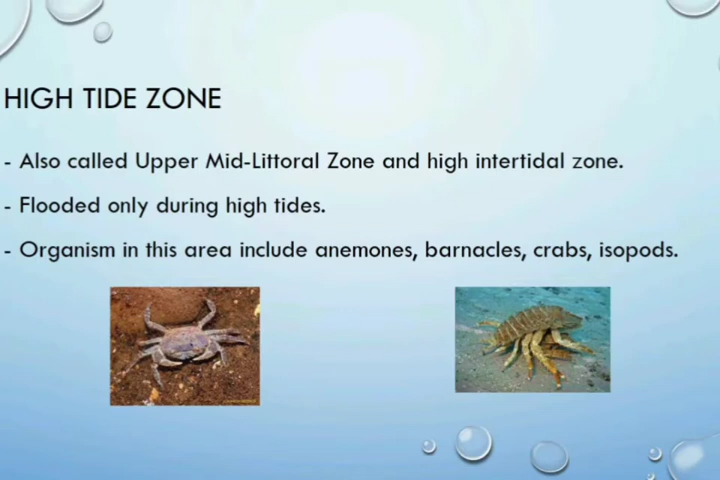 HIGH TIDE ZONE
- Also called Upper Mid-Littoral Zone and high intertidal zone.
- Flooded only during high tides.
- Organism in this area include anemones, barnacles, crabs, isopods.